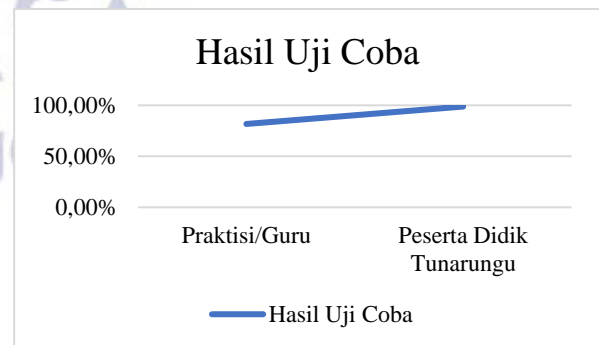 Hasil Uji Coba
100,00%
50,00%
0,00%
Praktisi/Guru
Peserta Didik
Tunarungu
Hasil Uji Coba